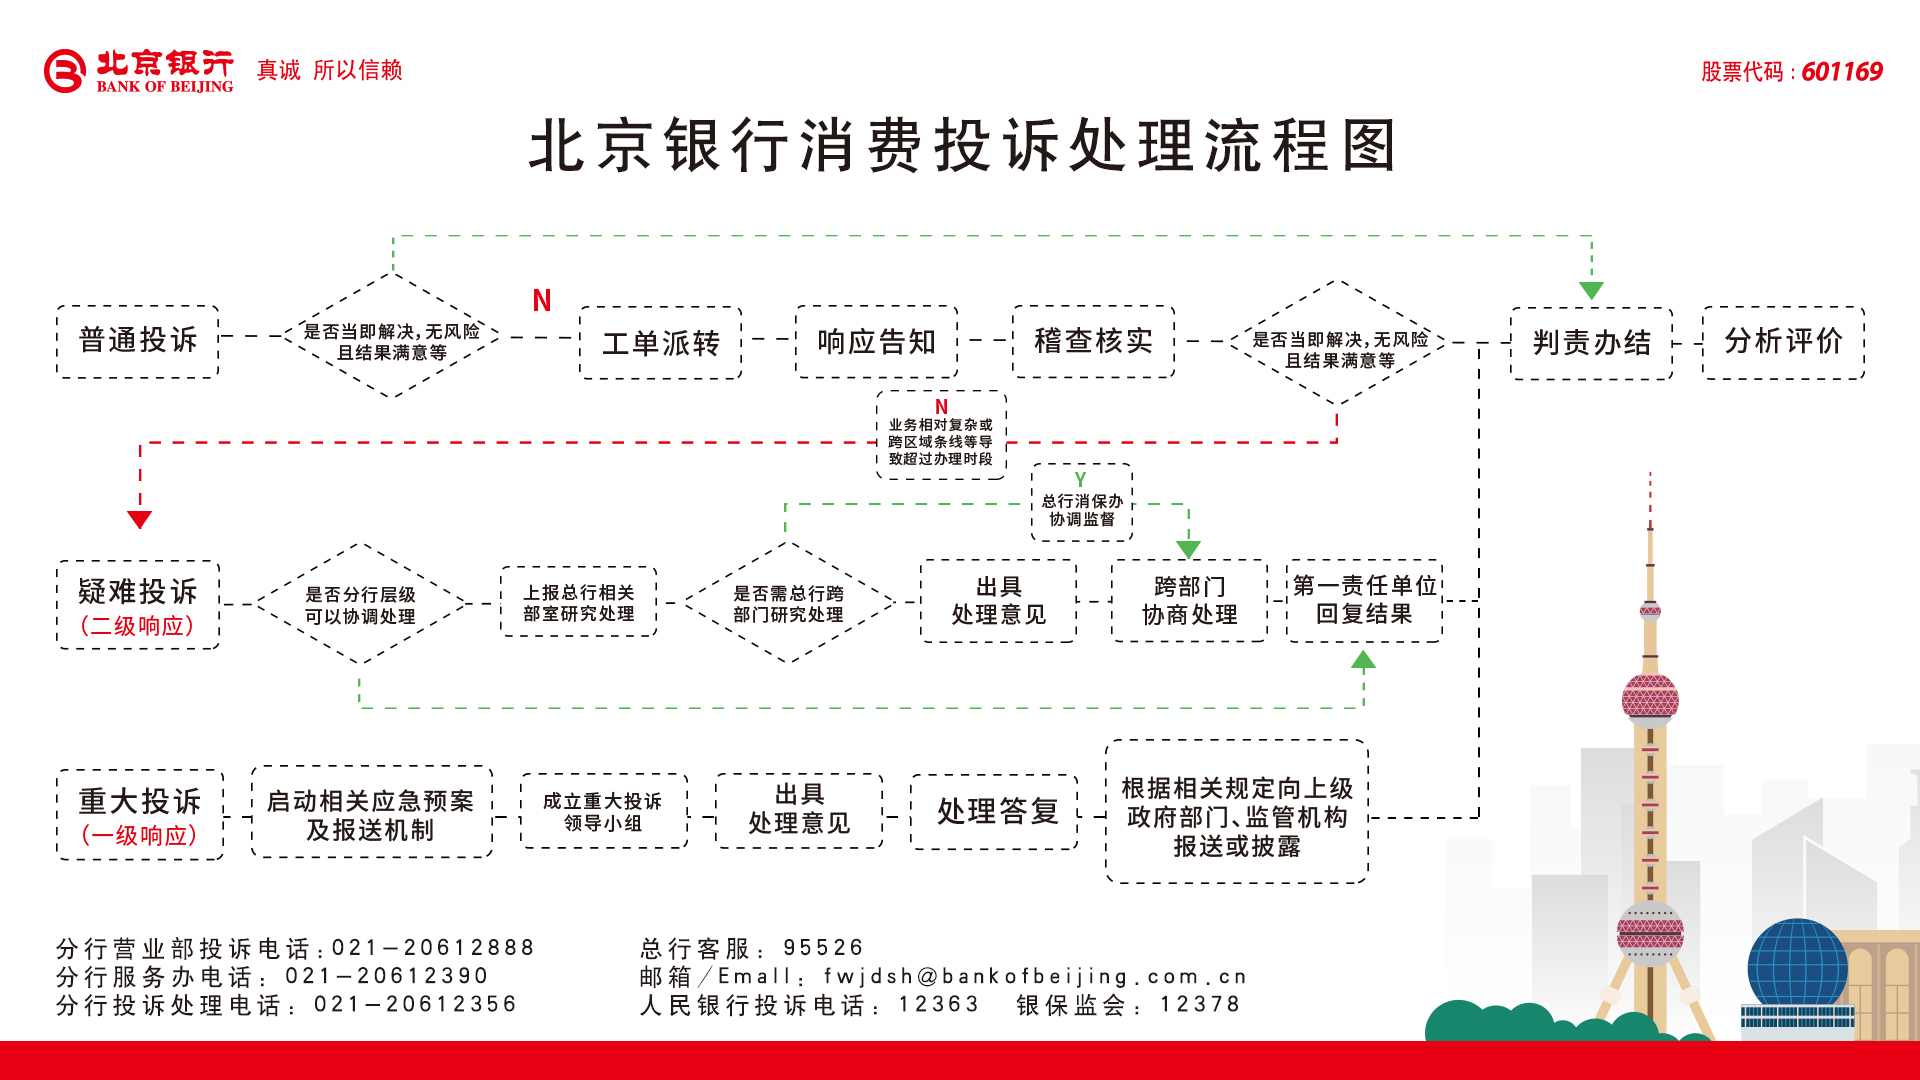 北京银行
BANK OF BEIJING
真诚 所以信赖
股票代码：601169
北京银行消费投诉处理流程图
普通投诉
是否当即解决，无风险
且结果满意等
N
工单派转
响应告知
稽查核实
是否当即解决，无风险
且结果满意等
判责办结
分析评价
N
业务相对复杂或
跨区域条线等导
致超过办理时段
Y
总行消保办
协调监督
疑难投诉
（二级响应）
是否分行层级
可以协调处理
上报总行相关
部室研究处理
是否需总行跨
部门研究处理
出具
处理意见
跨部门
协商处理
第一责任单位
回复结果
重大投诉
（一级响应）
启动相关应急预案
及报送机制
成立重大投诉
领导小组
出具
处理意见
处理答复
根据相关规定向上级
政府部门、监管机构
报送或披露
分行营业部投诉电话：021－20612888
分行服务办电话：021－20612390
分行投诉处理电话：021－20612356
总行客服：95526
邮箱/Emall：fwjdsh@bankofbeijing.com.cn
人民银行投诉电话：12363 银保监会：12378